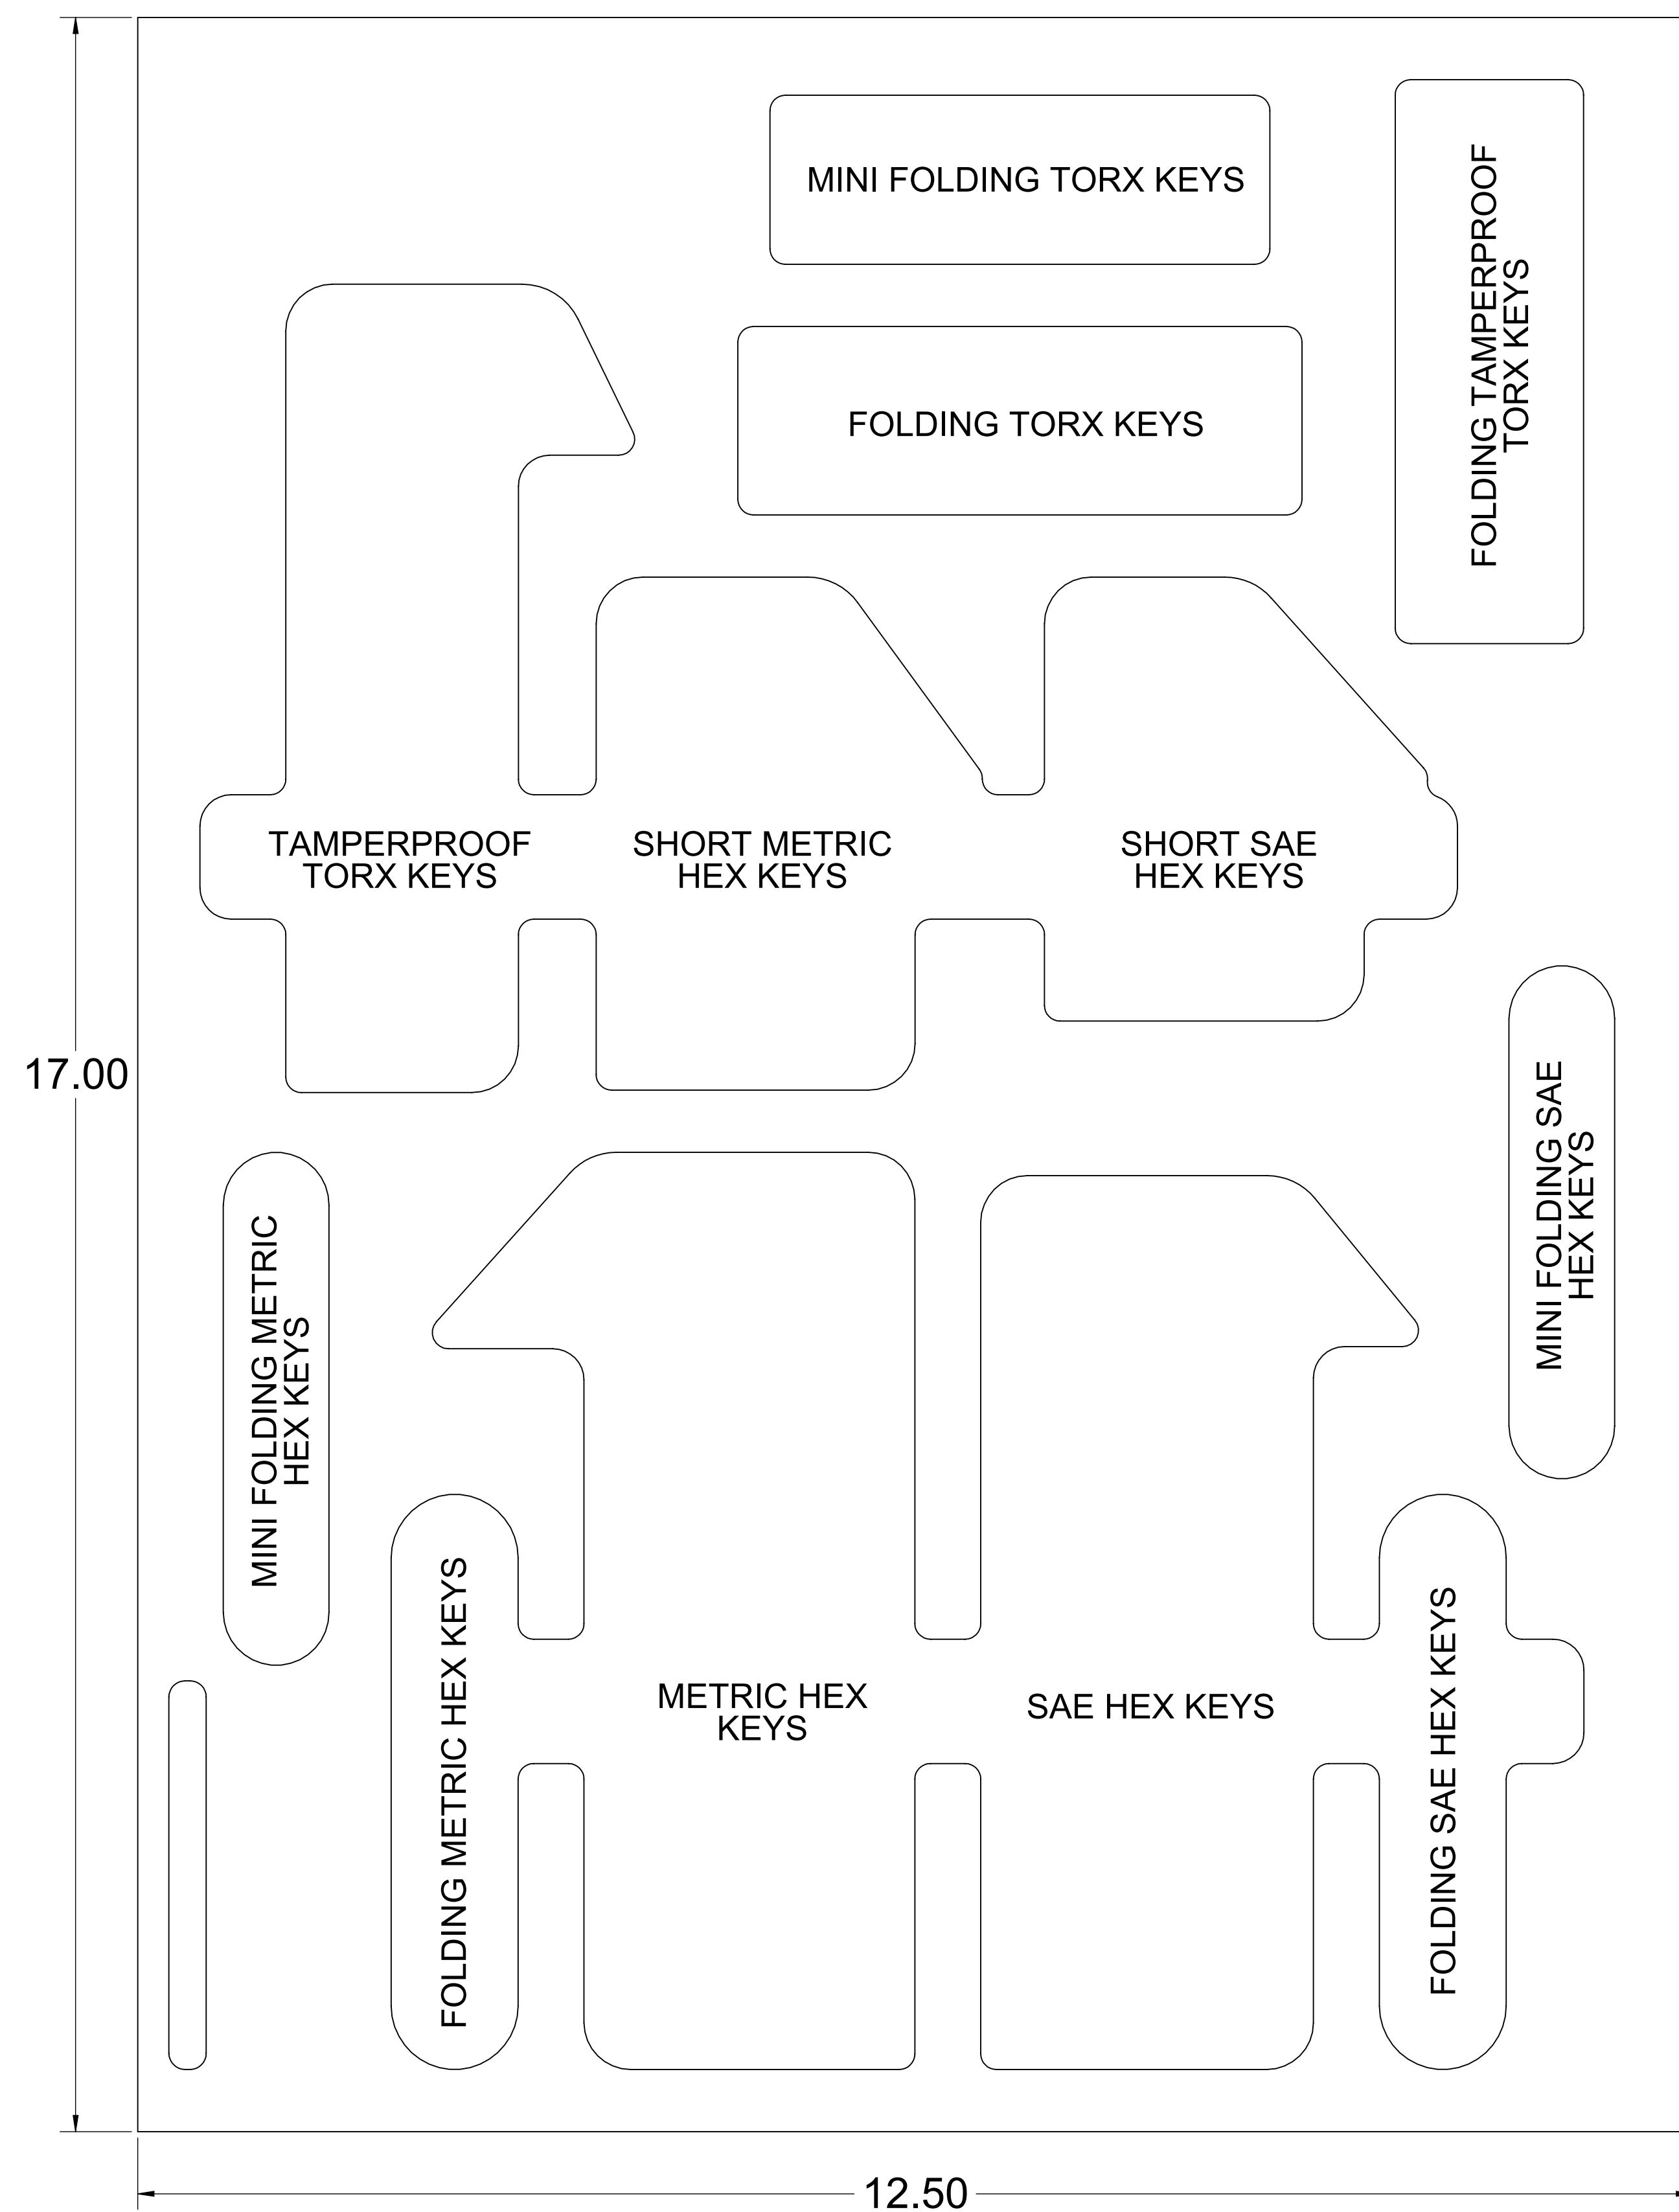 MINI FOLDING TORX KEYS
FOLDING TAMPERPROOF
TORX KEYS
FOLDING TORX KEYS
TAMPERPROOF
TORX KEYS
SHORT METRIC
HEX KEYS
SHORT SAE
HEX KEYS
17.00
MINI FOLDING SAE
HEX KEYS
MINI FOLDING METRIC
HEX KEYS
FOLDING METRIC HEX KEYS
METRIC HEX
KEYS
SAE HEX KEYS
FOLDING SAE HEX KEYS
12.50